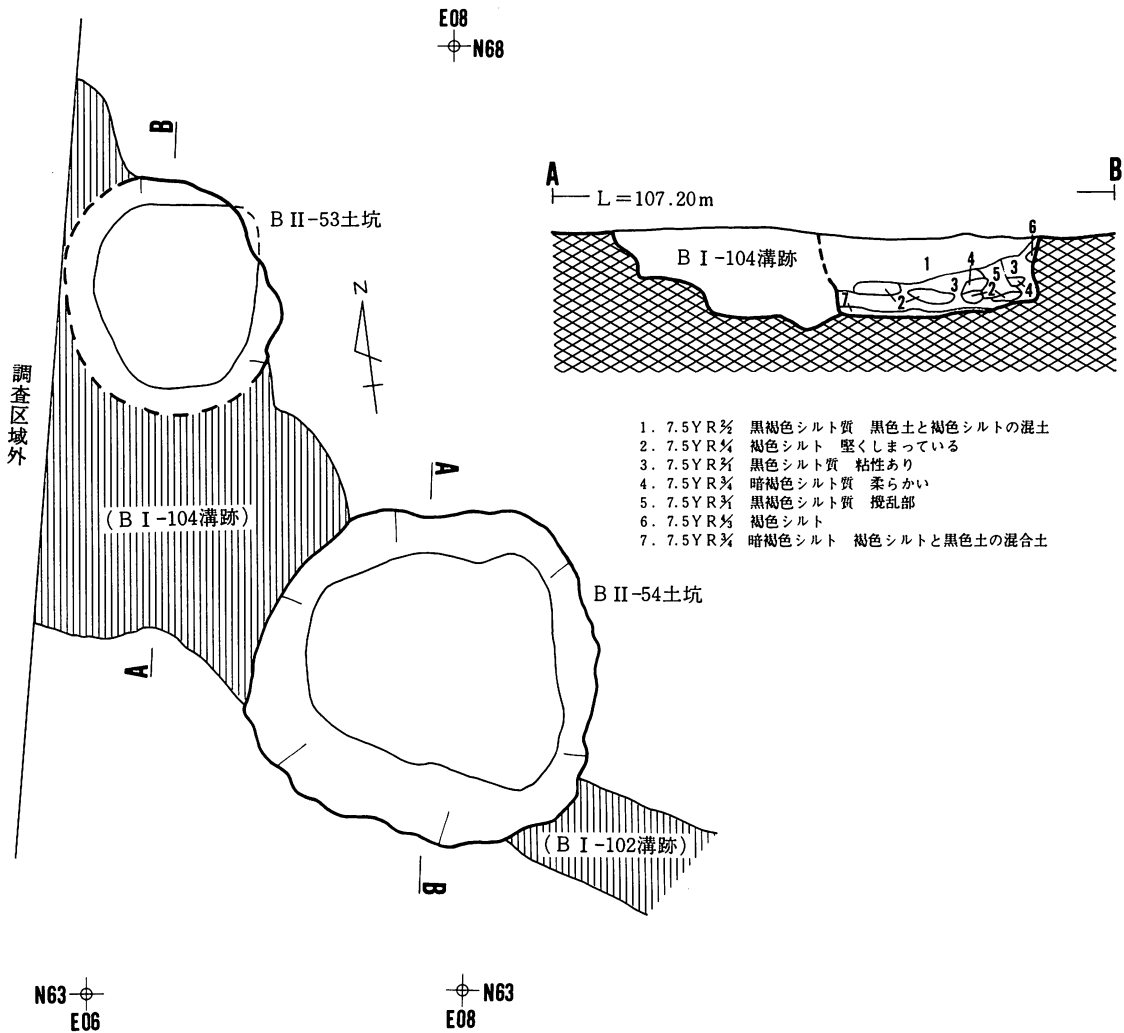 E08
N68
B
A
B
L=107.20m
BⅡ-53土坑
BⅠ-104溝跡
1
2
3
4
5
6
7
2
3
4
N
調査区域外
1. 7.5YR2/2 黒褐色シルト質 黒色土と褐色シルトの混土
2. 7.5YR4/4 褐色シルト 堅くしまっている
3. 7.5YR2/1 黒色シルト質 粘性あり
4. 7.5YR3/4 暗褐色シルト質 柔らかい
5. 7.5YR3/1 黒褐色シルト質 攪乱部
6. 7.5YR4/3 褐色シルト
7. 7.5YR3/4 暗褐色シルト 褐色シルトと黒色土の混合土
A
(BⅠ-104溝跡)
BⅡ-54土坑
A
(BⅠ-102溝跡)
B
N63
E06
N63
E08